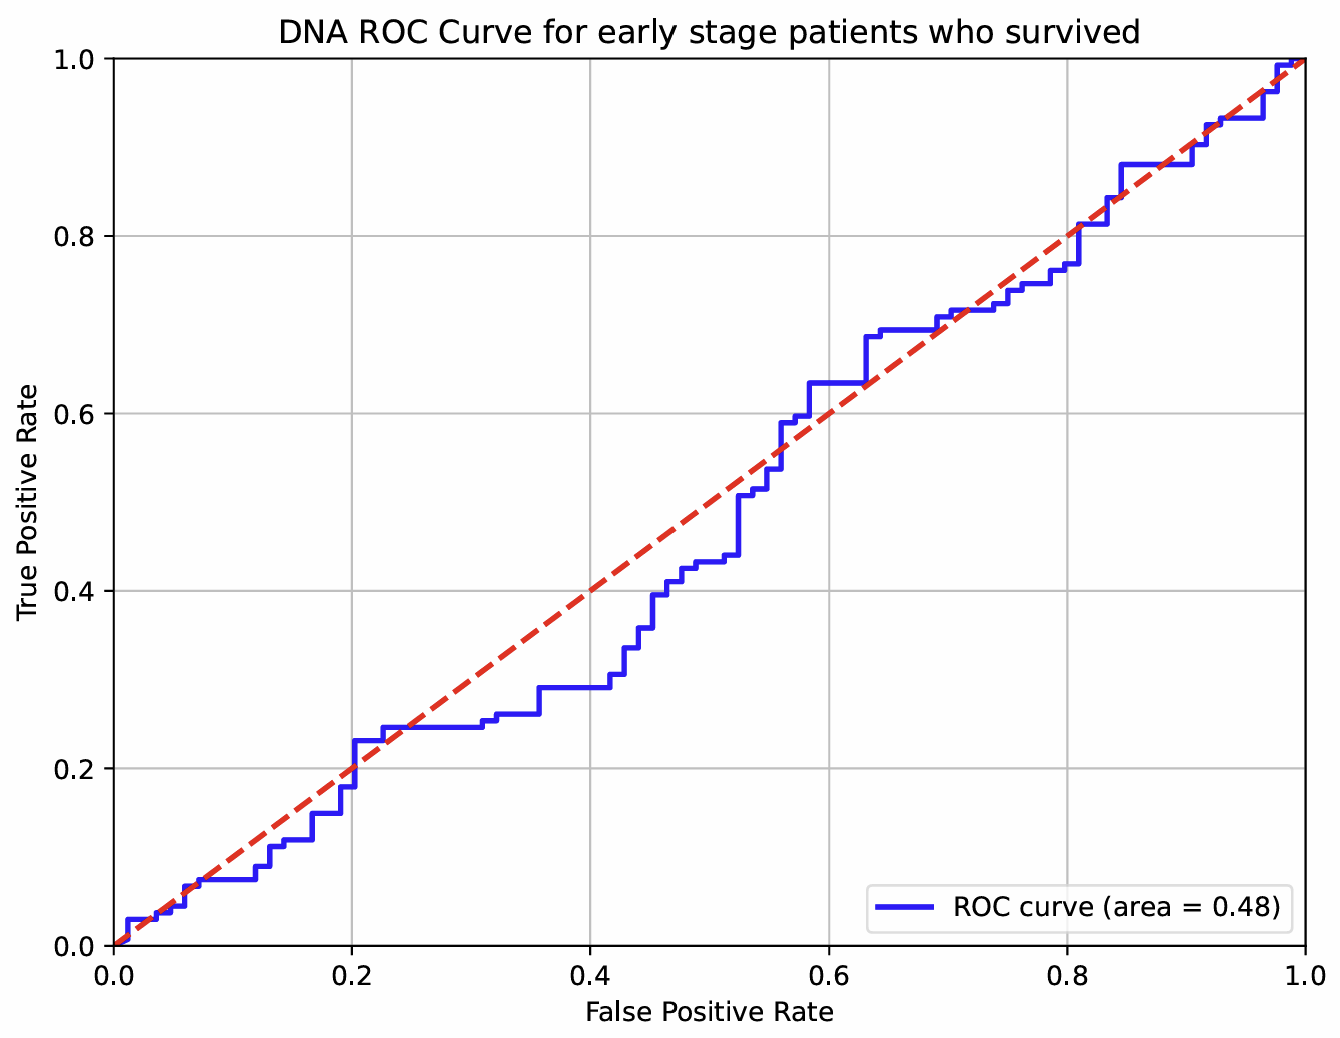 DNA ROC Curve for early stage patients who survived
1.0
0.8
0.6
0.4
0.2
0.0
True Positive Rate
ROC curve (area = 0.48)
0.0 0.2 0.4 0.6 0.8 1.0
False Positive Rate